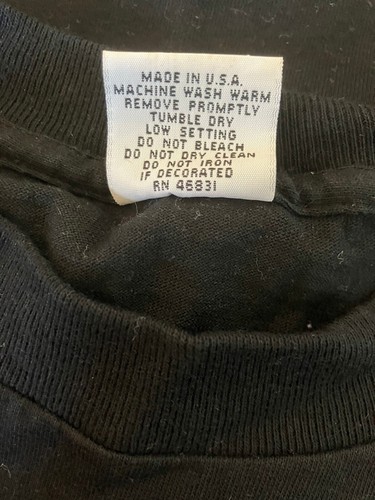 MADE IN U.S.A.
MACHINE WASH WARM
REMOVE PROMPTLY
TUMBLE DRY
LOW SETTING
DO NOT BLEACH
DO NOT DRY CLEAN
DO NOT IRON
IF DECORATED
RN 46831